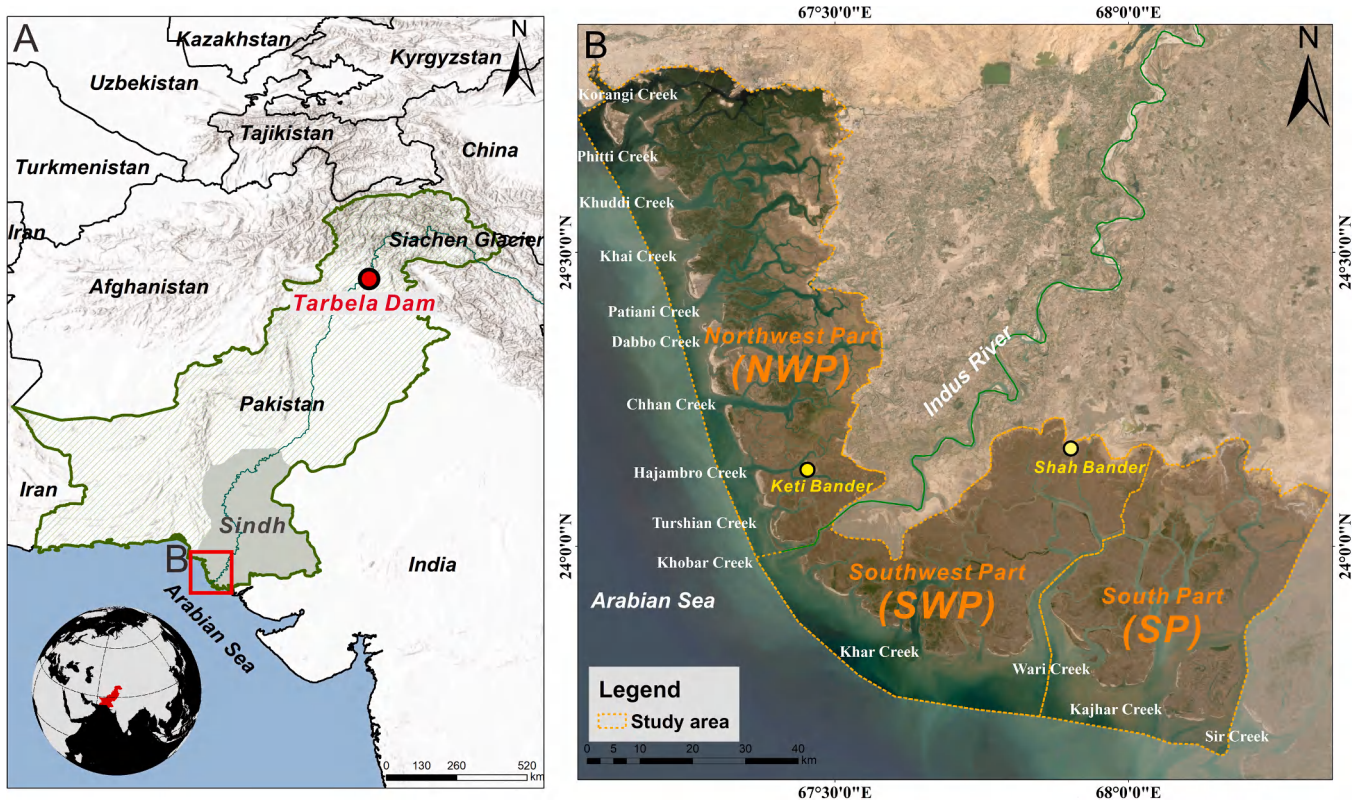 A
N
Kazakhstan
Kyrgyzstan
Uzbekistan
Tajikistan
China
Turkmenistan
Iran
Siachen Glacier
Afghanistan
Tarbela Dam
Pakistan
Iran
Sindh
India
B
Arabian Sea
0 130 260 520
km
67°30'0"E 68°0'0"E
B
N
Korangi Creek
Phitti Creek
Khuddi Creek
24°30'0"N
Khai Creek
Patiani Creek
Dabbo Creek
Northwest Part
(NWP)
Indus River
Chhan Creek
Hajambro Creek
Keti Bander
Shah Bander
Turshian Creek
Khobar Creek
24°0'0"N
Arabian Sea
Southwest Part
(SWP)
South Part
(SP)
Khar Creek
Wari Creek
Kajhar Creek
Sir Creek
Legend
Study area
0 5 10 20 30 40
km
67°30'0"E 68°0'0"E
24°30'0"N
24°0'0"N